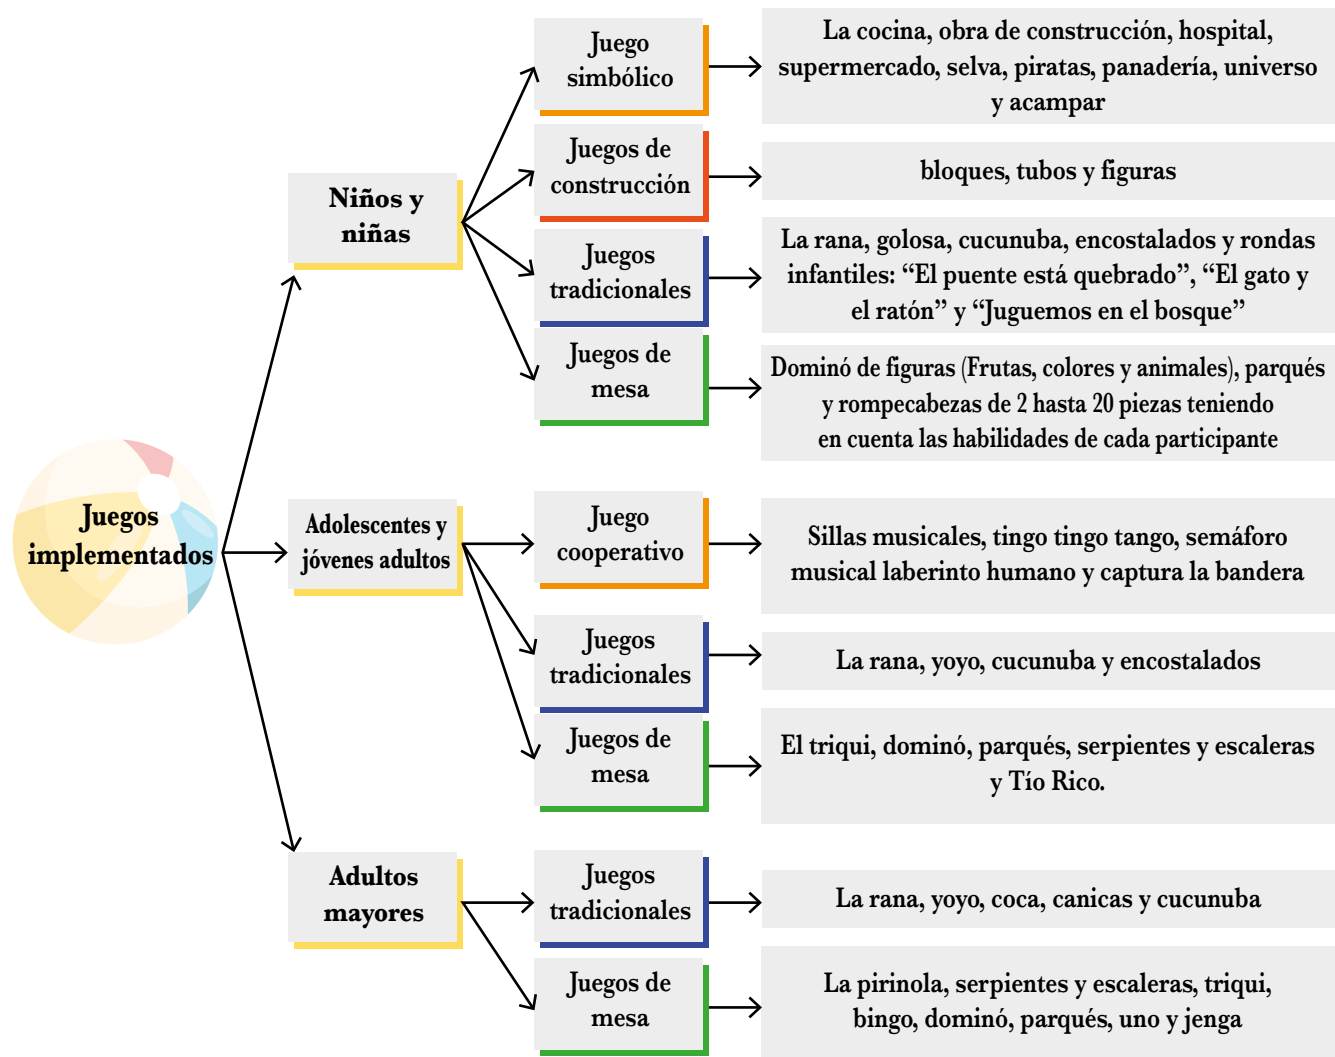 Juegos
implementados
Niños y
niñas
Juego
simbólico
La cocina, obra de construcción, hospital,
supermercado, selva, piratas, panadería, universo
y acampar
Juegos de
construcción
bloques, tubos y figuras
Juegos
tradicionales
La rana, golosa, cucunuba, encostalados y rondas
infantiles: “El puente está quebrado”, “El gato y
el ratón” y “Juguemos en el bosque”
Juegos de
mesa
Dominó de figuras (Frutas, colores y animales), parqués
y rompecabezas de 2 hasta 20 piezas teniendo
en cuenta las habilidades de cada participante
Adolescentes y
jóvenes adultos
Juego
cooperativo
Sillas musicales, tingo tingo tango, semáforo
musical laberinto humano y captura la bandera
Juegos
tradicionales
La rana, yoyo, cucunuba y encostalados
Juegos de
mesa
El triqui, dominó, parqués, serpientes y escaleras
y Tío Rico.
Adultos
mayores
Juegos
tradicionales
La rana, yoyo, coca, canicas y cucunuba
Juegos de
mesa
La pirinola, serpientes y escaleras, triqui,
bingo, dominó, parqués, uno y jenga